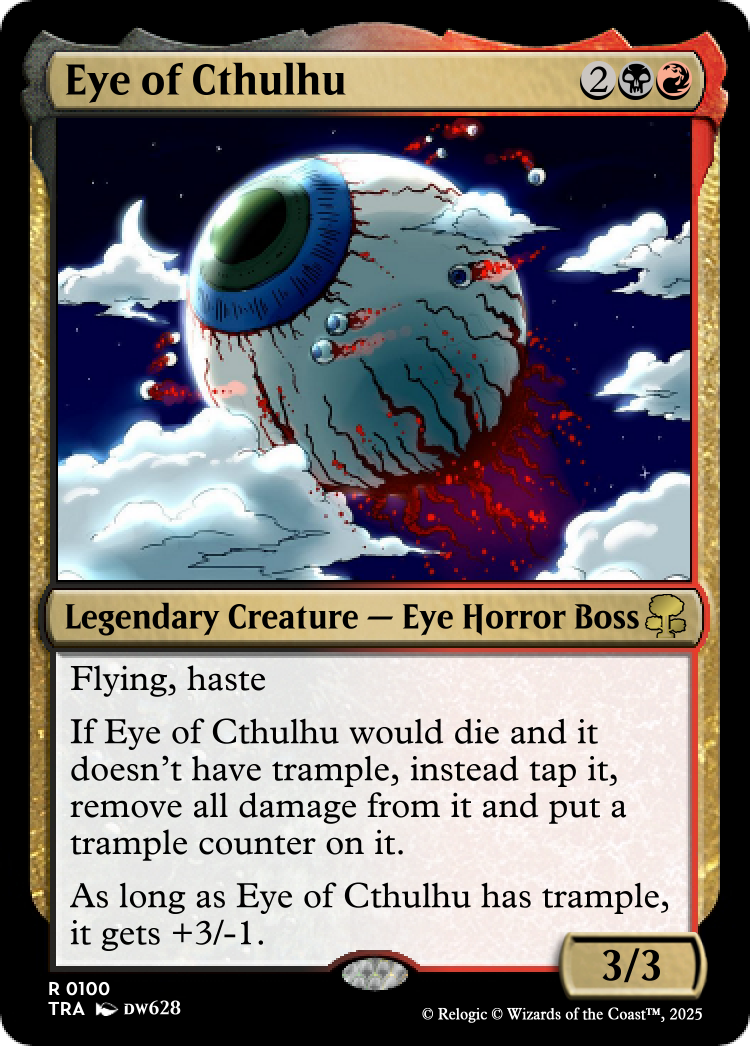 Eye of Cthulhu 2
Legendary Creature — Eye Horror Boss
Flying, haste
If Eye of Cthulhu would die and it
doesn't have trample, instead tap it,
remove all damage from it and put a
trample counter on it.
As long as Eye of Cthulhu has trample,
it gets +3/-1.
3/3
R 0100
TRA DW628
© Relogic © Wizards of the Coast™, 2025